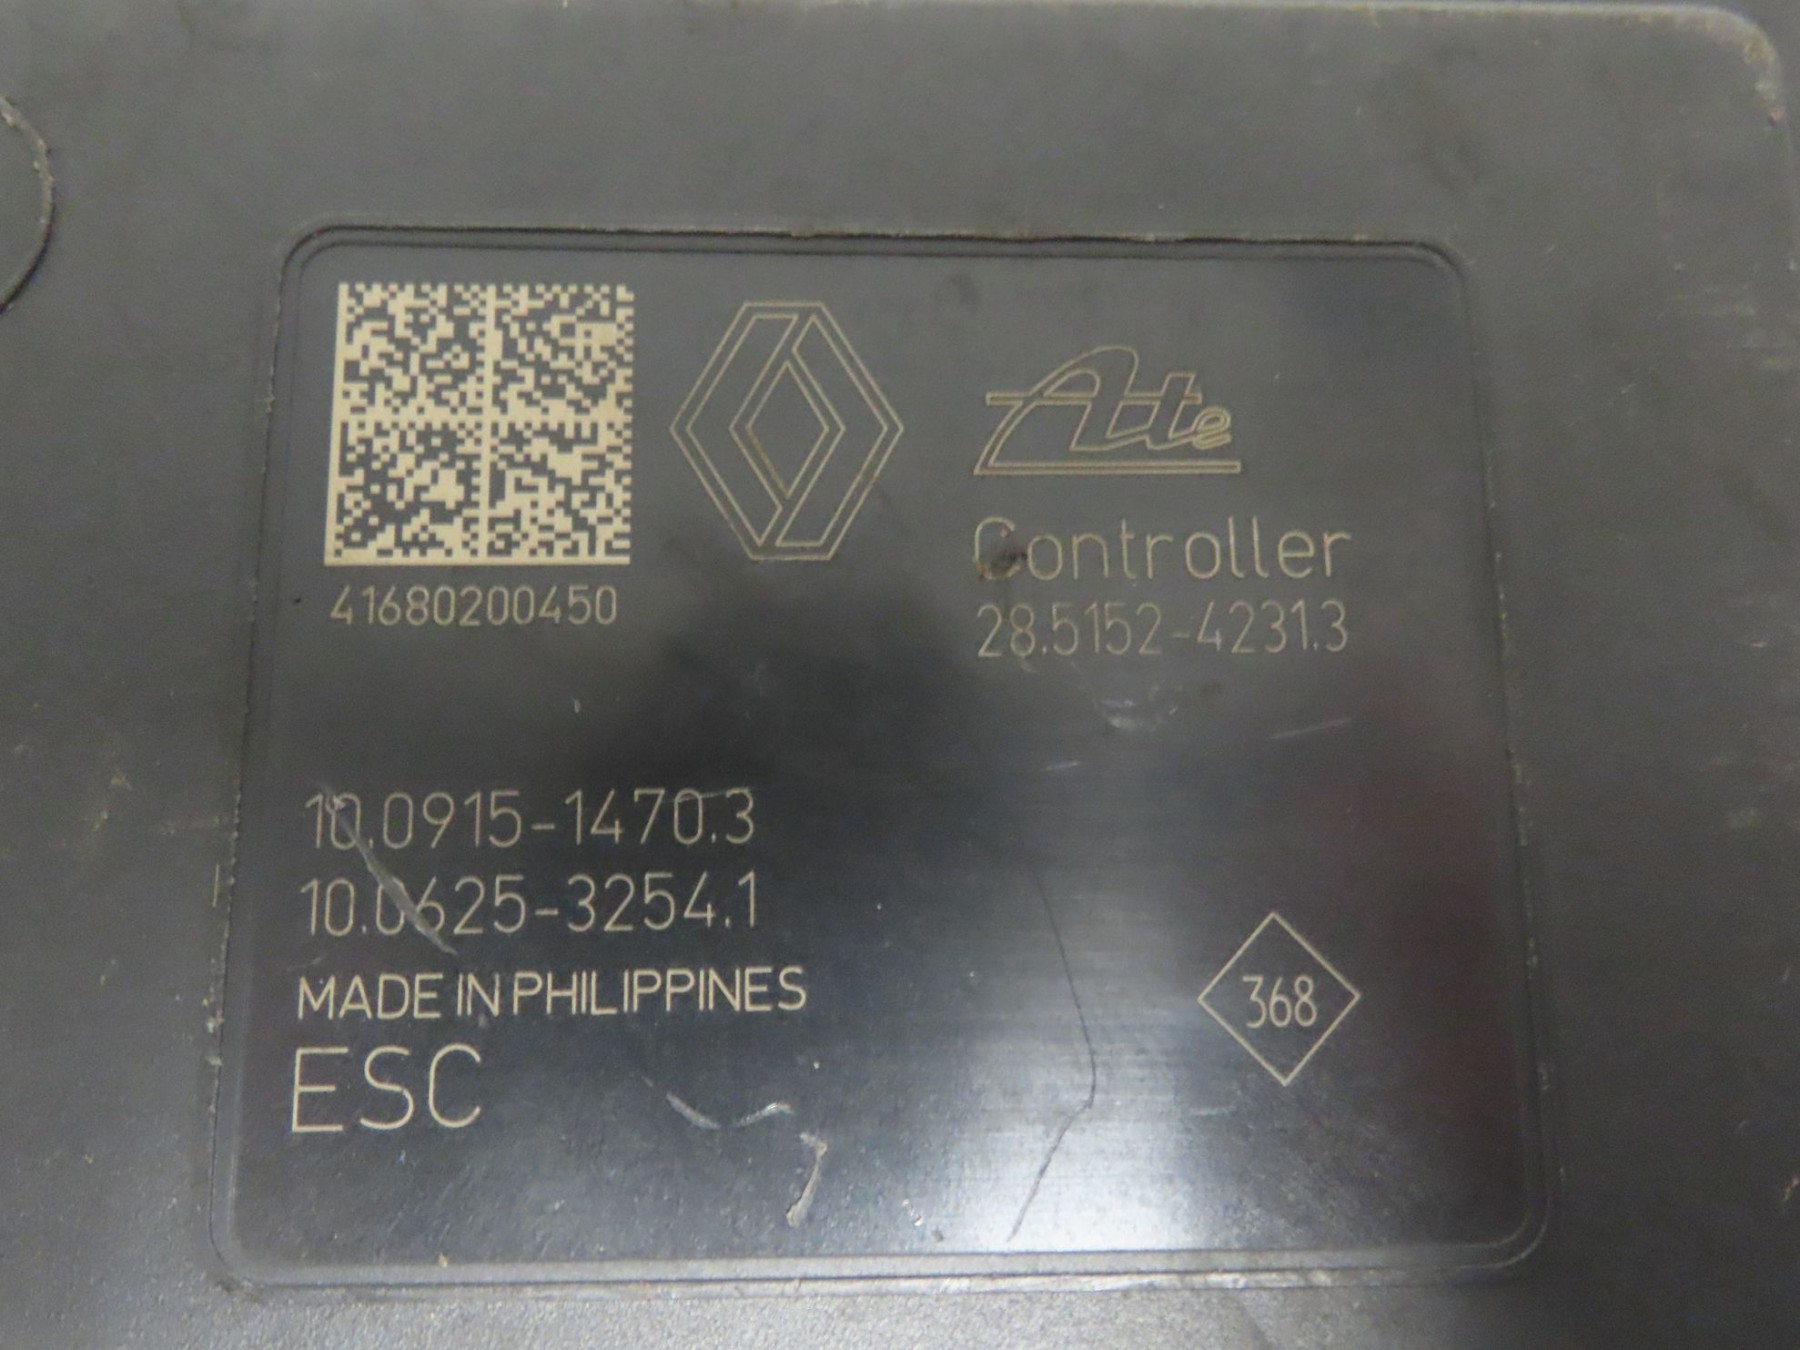 Ate
Controller
41680200450
28.5152-4231.3
10.0915-1470.3
10.0625-3254.1
MADE IN PHILIPPINES
368
ESC